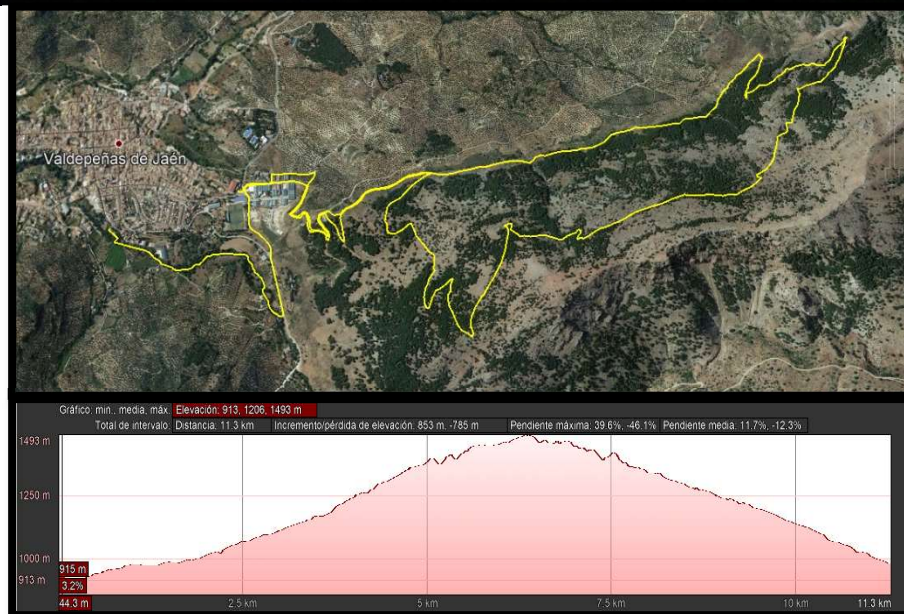 Valdepeñas de Jaén
Gráfico: min., media, máx. Elevación: 913, 1206, 1493 m
Total de intervalo: Distancia: 11.3 km Incremento/pérdida de elevación: 853 m, -785 m Pendiente máxima: 39.6%, -46.1% Pendiente media: 11.7%, -12.3%
1493 m
1250 m
1000 m
915 m
913 m
3.2%
44.3 m 2.5 km 5 km 7.5 km 10 km 11.3 km